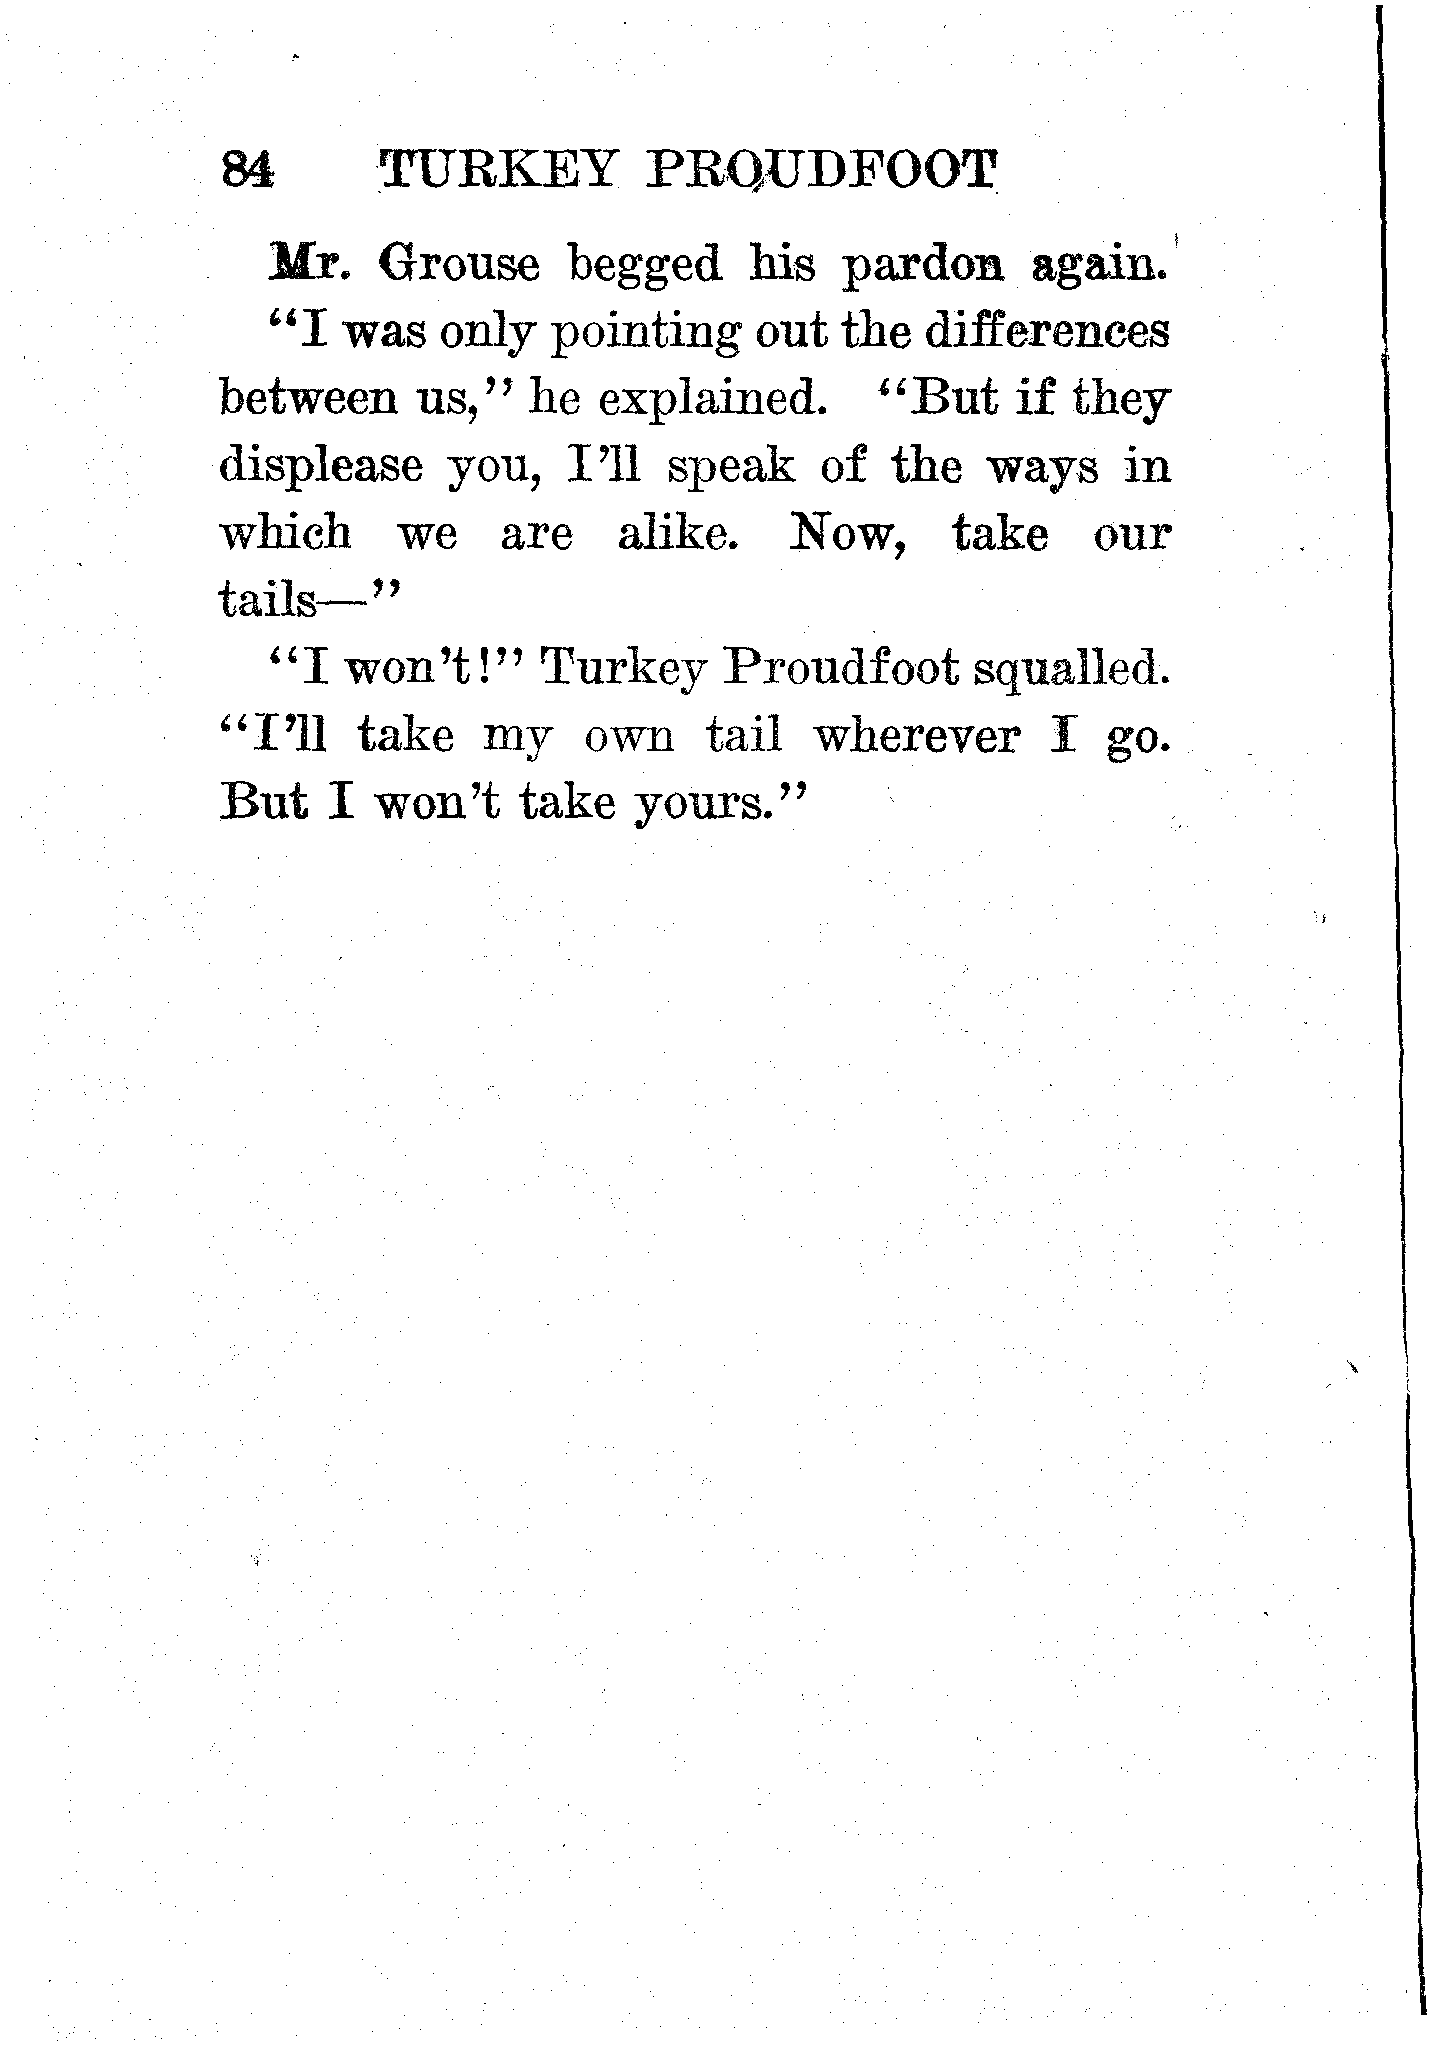 84 TURKEY PROUDFOOT
Mr. Grouse begged his pardon again.
“I was only pointing out the differences
between us,” he explained. “But if they
displease you, I’ll speak of the ways in
which we are alike. Now, take our
tails—”
“I won’t!” Turkey Proudfoot squalled.
“I’ll take my own tail wherever I go.
But I won’t take yours.”